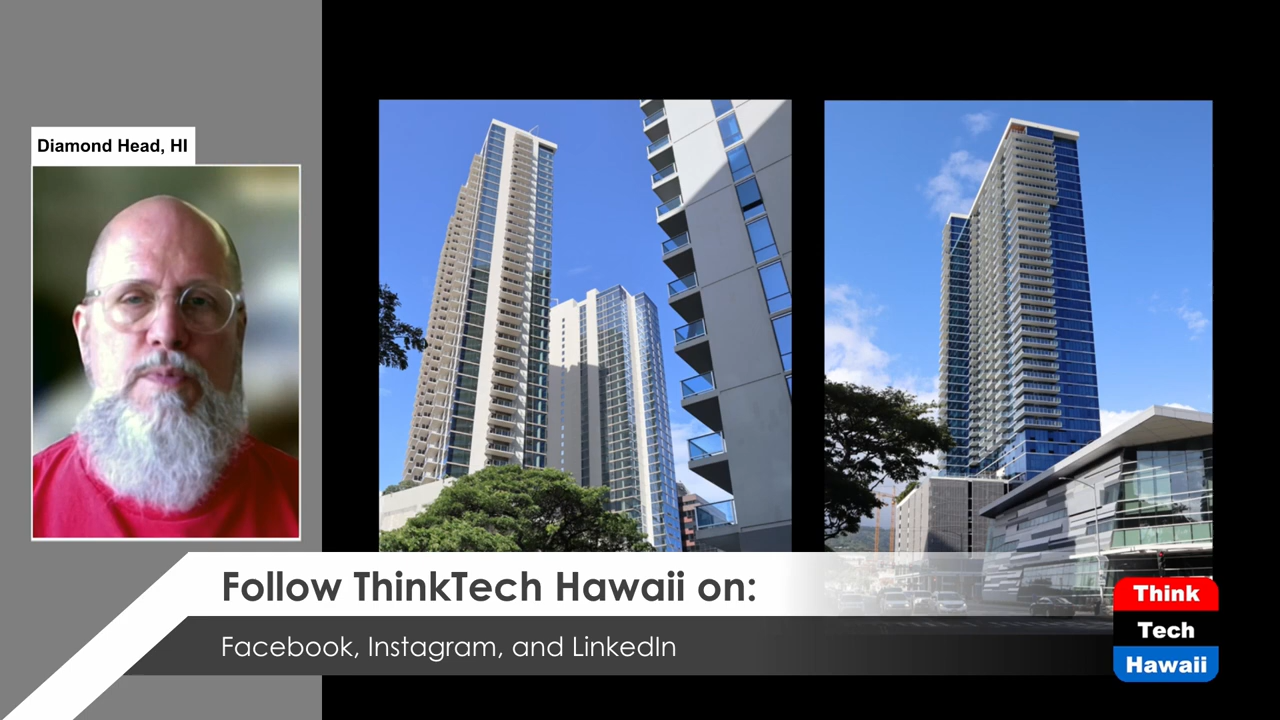 Diamond Head, HI
Follow ThinkTech Hawaii on:
Facebook, Instagram, and LinkedIn
Think
Tech
Hawaii